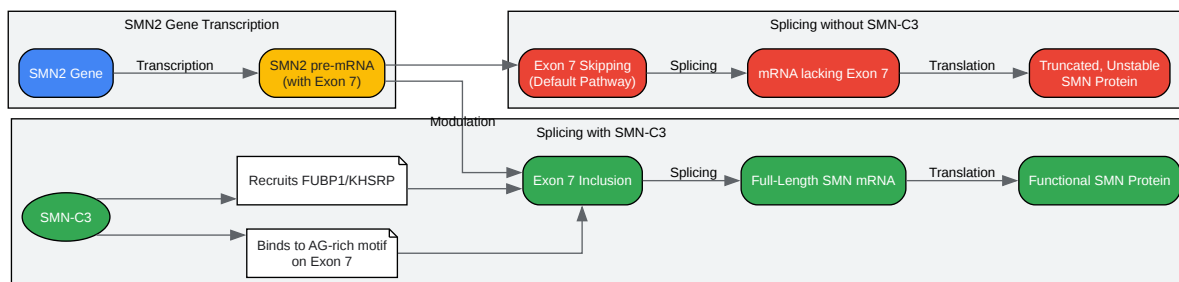 SMN2 Gene Transcription
SMN2 Gene
Transcription
SMN2 pre-mRNA
(with Exon 7)
Splicing without SMN-C3
Exon 7 Skipping
(Default Pathway)
Splicing
mRNA lacking Exon 7
Translation
Truncated, Unstable
SMN Protein
Modulation
Splicing with SMN-C3
SMN-C3
Recruits FUBP1/KHSRP
Binds to AG-rich motif
on Exon 7
Exon 7 Inclusion
Splicing
Full-Length SMN mRNA
Translation
Functional SMN Protein